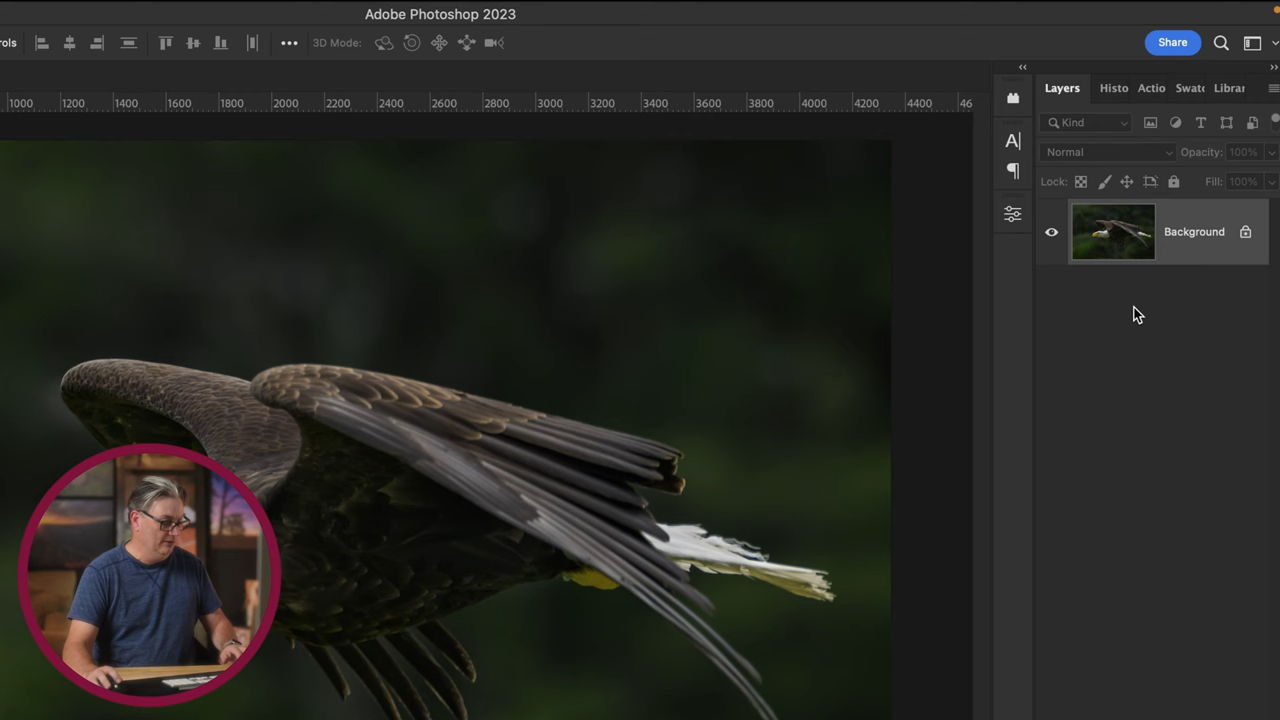 Adobe Photoshop 2023
rols
3D Mode:
Share
1000 1200 1400 1600 1800 2000 2200 2400 2600 2800 3000 3200 3400 3600 3800 4000 4200 4400 46
Layers Histo Actio Swatc Librar
Kind
Normal Opacity: 100%
Lock: Fill: 100%
Background